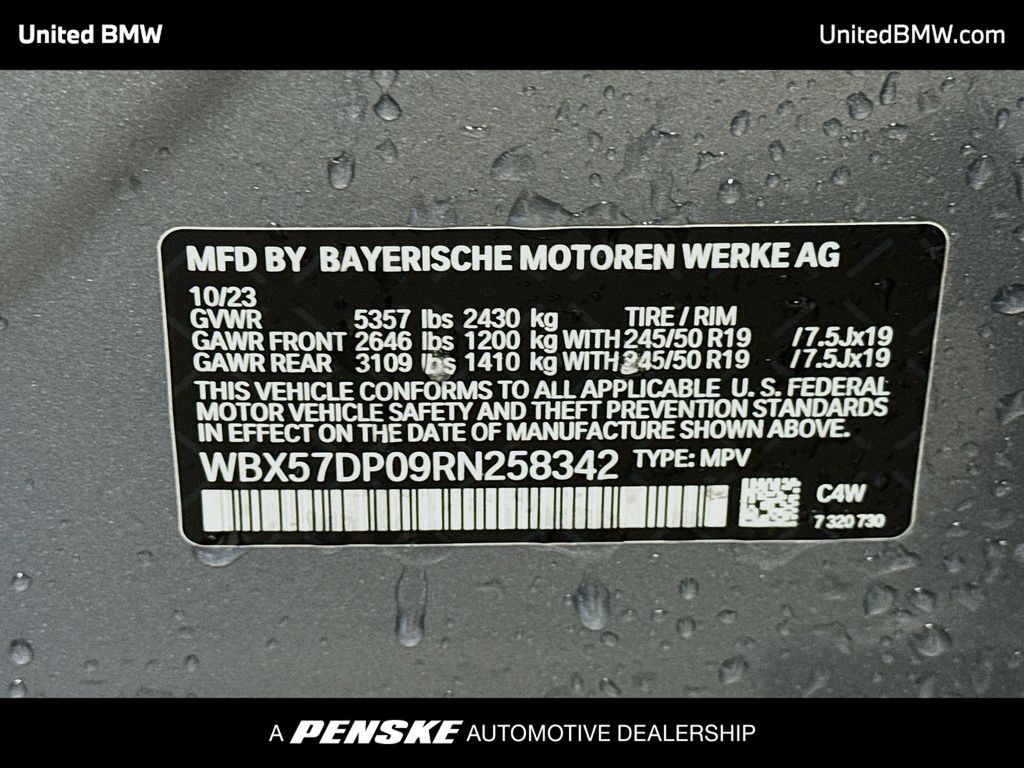 United BMW
UnitedBMW.com
MFD BY BAYERISCHE MOTOREN WERKE AG
10/23
GVWR 5357 lbs 2430 kg TIRE / RIM
GAWR FRONT 2646 lbs 1200 kg WITH 245/50 R19 /7.5Jx19
GAWR REAR 3109 lbs 1410 kg WITH 245/50 R19 /7.5Jx19
THIS VEHICLE CONFORMS TO ALL APPLICABLE U. S. FEDERAL
MOTOR VEHICLE SAFETY AND THEFT PREVENTION STANDARDS
IN EFFECT ON THE DATE OF MANUFACTURE SHOWN ABOVE.
WBX57DP09RN258342 TYPE: MPV
C4W
7 320 730
A PENSKE AUTOMOTIVE DEALERSHIP